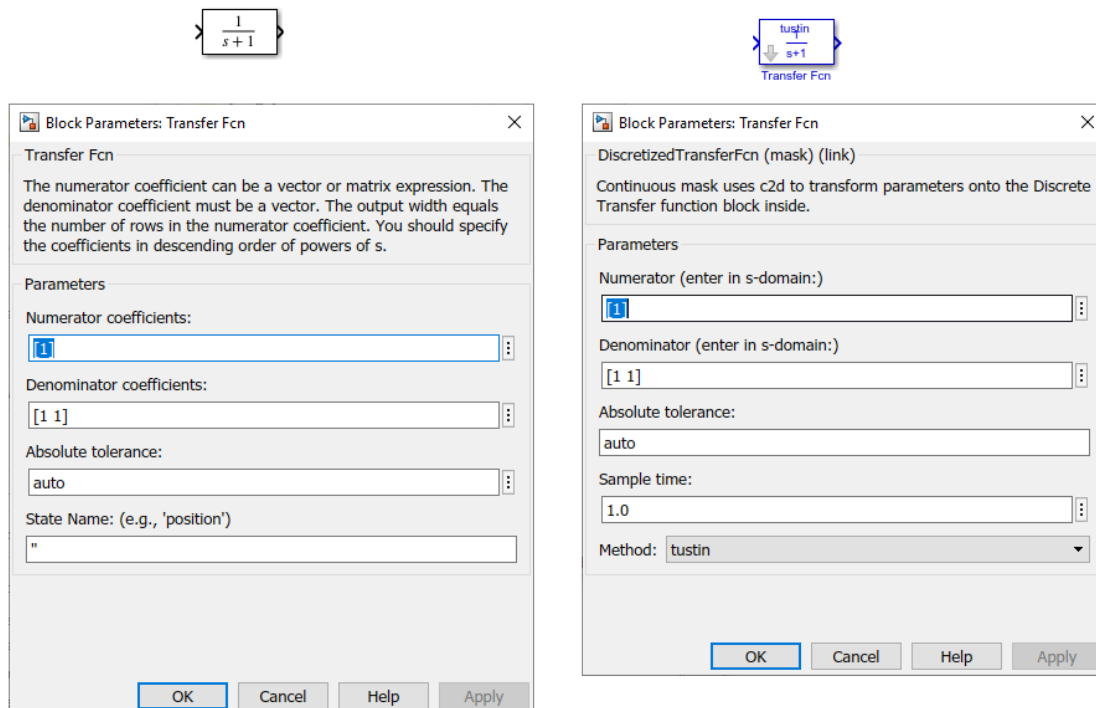 1
s + 1
tustin
1
s+1
Transfer Fcn
Block Parameters: Transfer Fcn
Transfer Fcn
The numerator coefficient can be a vector or matrix expression. The
denominator coefficient must be a vector. The output width equals
the number of rows in the numerator coefficient. You should specify
the coefficients in descending order of powers of s.
Parameters
Numerator coefficients:
[1]
Denominator coefficients:
[1 1]
Absolute tolerance:
auto
State Name: (e.g., 'position')
''
OK Cancel Help Apply
Block Parameters: Transfer Fcn
DiscretizedTransferFcn (mask) (link)
Continuous mask uses c2d to transform parameters onto the Discrete
Transfer function block inside.
Parameters
Numerator (enter in s-domain:)
[1]
Denominator (enter in s-domain:)
[1 1]
Absolute tolerance:
auto
Sample time:
1.0
Method: tustin
OK Cancel Help Apply